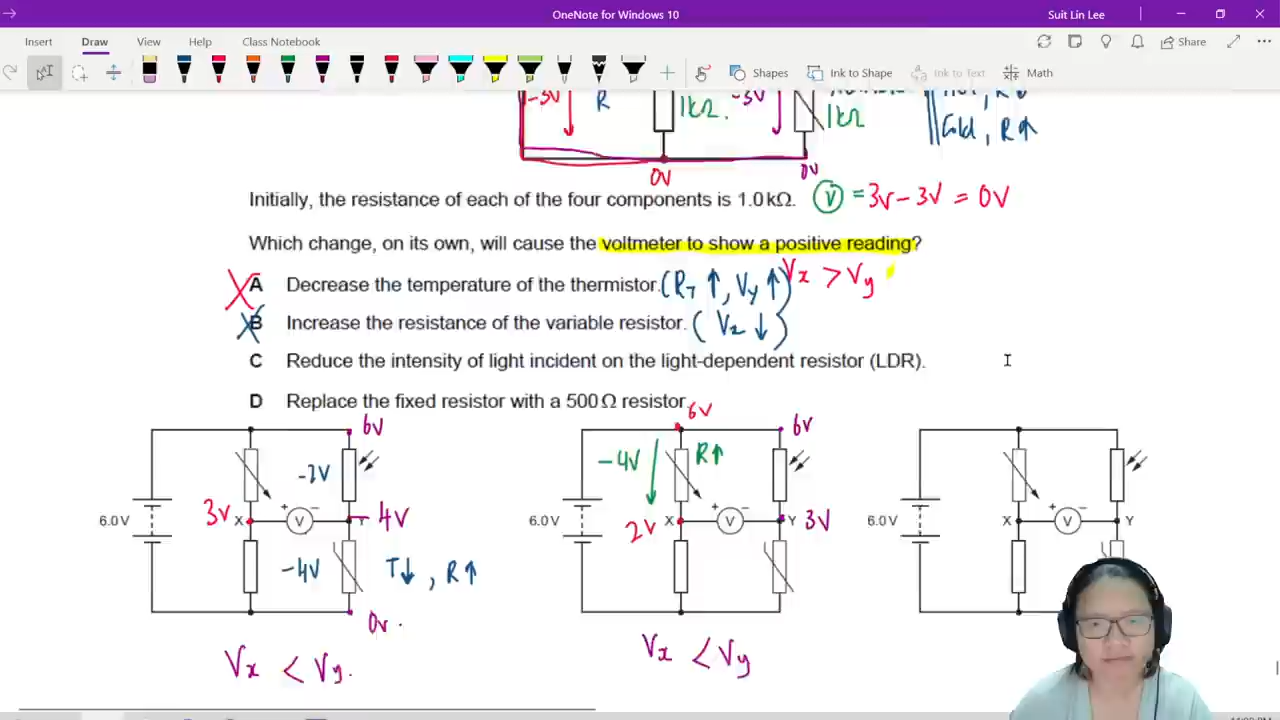 OneNote for Windows 10
Suit Lin Lee
Insert Draw View Help Class Notebook
Share
Shapes Ink to Shape Ink to Text Math
-3V R 1kΩ. -3V 1kΩ
Cold, R↑
0V 0V
Initially, the resistance of each of the four components is 1.0 kΩ. V = 3V - 3V = 0V
Which change, on its own, will cause the voltmeter to show a positive reading?
Vx > Vy
A Decrease the temperature of the thermistor. (RT ↑, Vy ↑)
B Increase the resistance of the variable resistor. (Vx ↓)
C Reduce the intensity of light incident on the light-dependent resistor (LDR).
D Replace the fixed resistor with a 500 Ω resistor.
6V 6V 6V
-2V -4V R↑
3V 4V
6.0 V X + V − Y
6.0 V X + V − Y 3V
6.0 V X + V − Y
2V
-4V T↓, R↑
0V.
Vx < Vy.
Vx < Vy